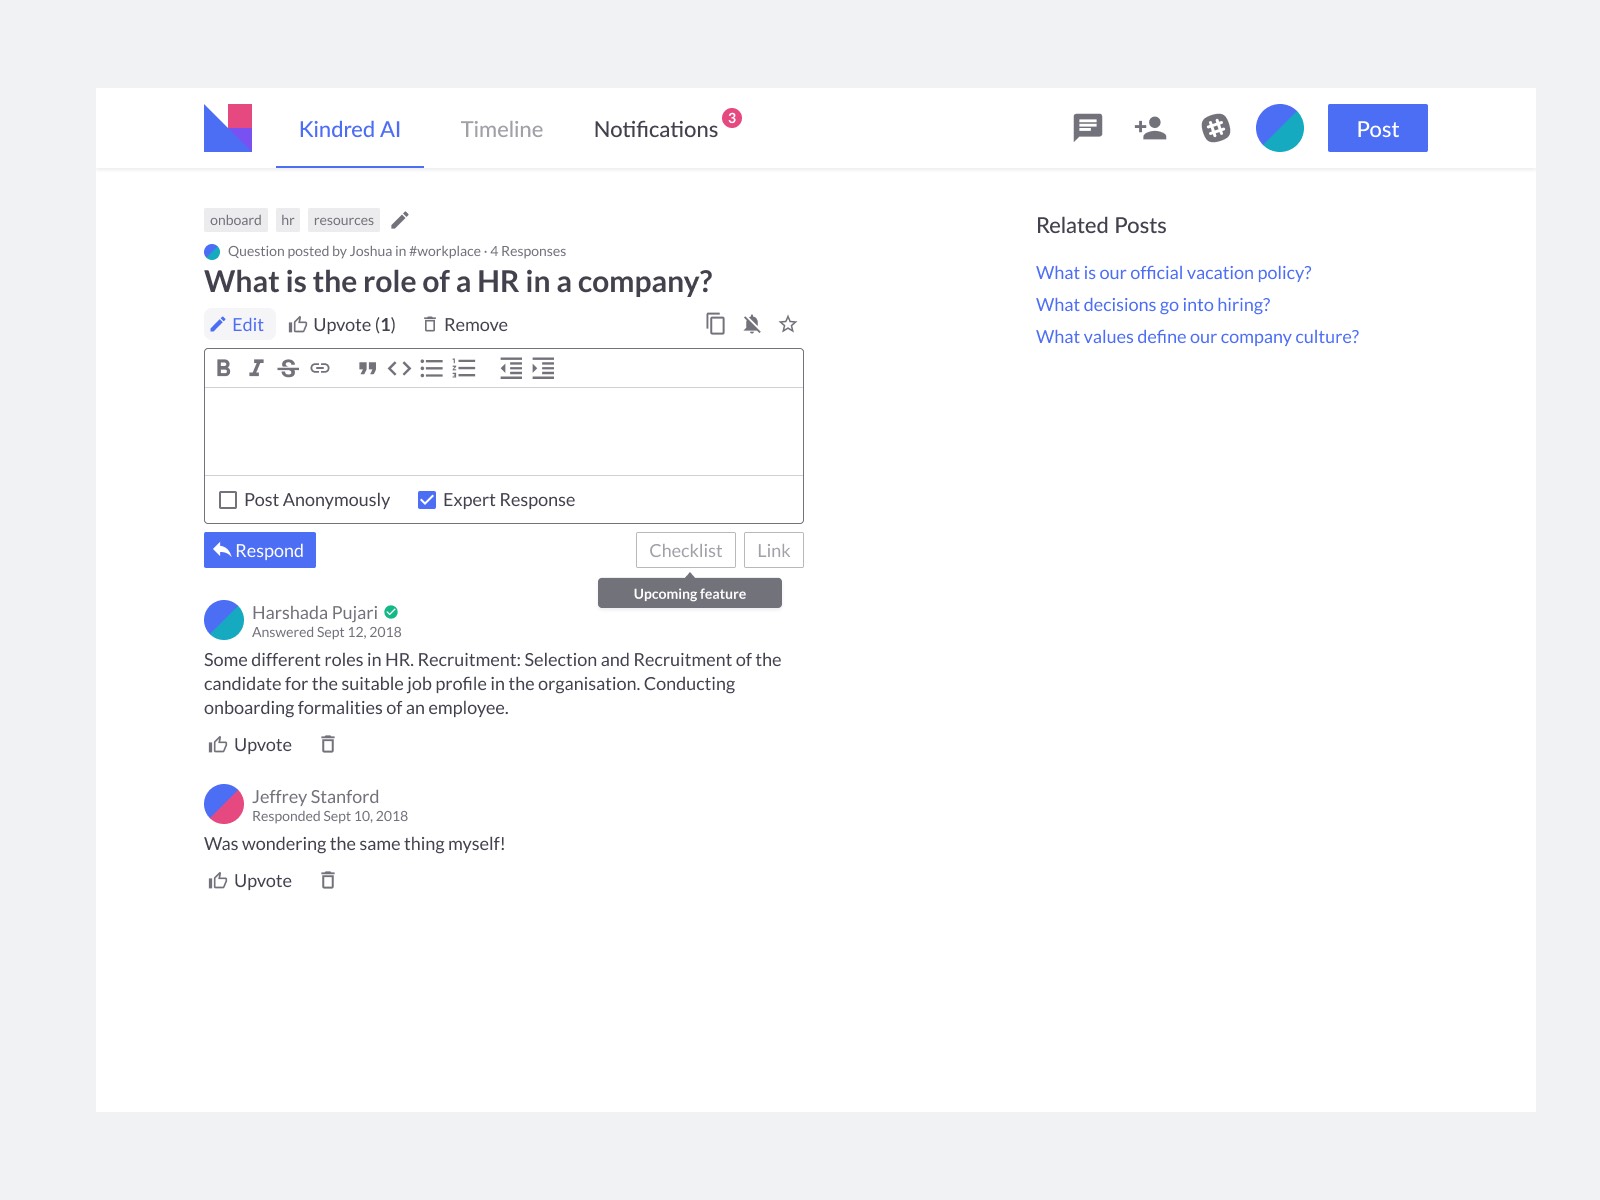 Kindred AI Timeline Notifications 3 Post
onboard hr resources
Question posted by Joshua in #workplace · 4 Responses
What is the role of a HR in a company?
Edit Upvote (1) Remove
Post Anonymously Expert Response
Respond Checklist Link
Upcoming feature
Harshada Pujari
Answered Sept 12, 2018
Some different roles in HR. Recruitment: Selection and Recruitment of the
candidate for the suitable job profile in the organisation. Conducting
onboarding formalities of an employee.
Upvote
Jeffrey Stanford
Responded Sept 10, 2018
Was wondering the same thing myself!
Upvote
Related Posts
What is our official vacation policy?
What decisions go into hiring?
What values define our company culture?